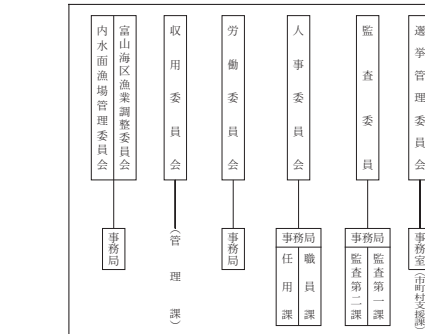 選挙管理委員会
事務室(市町村支援課)
監査委員
事務局
監査第一課
監査第二課
人事委員会
事務局
職員課
任用課
労働委員会
事務局
収用委員会
(管理課)
富山海区漁業調整委員会
内水面漁場管理委員会
事務局